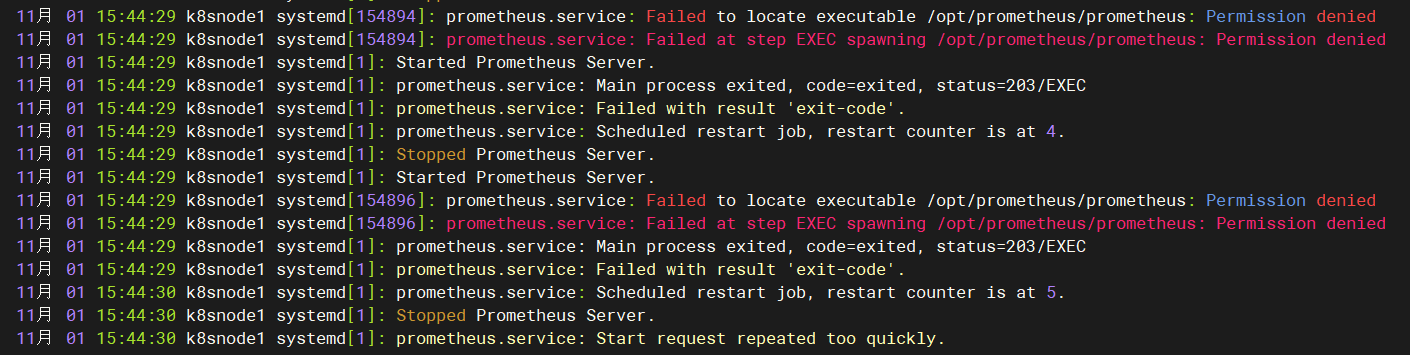 11月 01 15:44:29 k8snode1 systemd[154894]: prometheus.service: Failed to locate executable /opt/prometheus/prometheus: Permission denied
11月 01 15:44:29 k8snode1 systemd[154894]: prometheus.service: Failed at step EXEC spawning /opt/prometheus/prometheus: Permission denied
11月 01 15:44:29 k8snode1 systemd[1]: Started Prometheus Server.
11月 01 15:44:29 k8snode1 systemd[1]: prometheus.service: Main process exited, code=exited, status=203/EXEC
11月 01 15:44:29 k8snode1 systemd[1]: prometheus.service: Failed with result 'exit-code'.
11月 01 15:44:29 k8snode1 systemd[1]: prometheus.service: Scheduled restart job, restart counter is at 4.
11月 01 15:44:29 k8snode1 systemd[1]: Stopped Prometheus Server.
11月 01 15:44:29 k8snode1 systemd[1]: Started Prometheus Server.
11月 01 15:44:29 k8snode1 systemd[154896]: prometheus.service: Failed to locate executable /opt/prometheus/prometheus: Permission denied
11月 01 15:44:29 k8snode1 systemd[154896]: prometheus.service: Failed at step EXEC spawning /opt/prometheus/prometheus: Permission denied
11月 01 15:44:29 k8snode1 systemd[1]: prometheus.service: Main process exited, code=exited, status=203/EXEC
11月 01 15:44:29 k8snode1 systemd[1]: prometheus.service: Failed with result 'exit-code'.
11月 01 15:44:30 k8snode1 systemd[1]: prometheus.service: Scheduled restart job, restart counter is at 5.
11月 01 15:44:30 k8snode1 systemd[1]: Stopped Prometheus Server.
11月 01 15:44:30 k8snode1 systemd[1]: prometheus.service: Start request repeated too quickly.